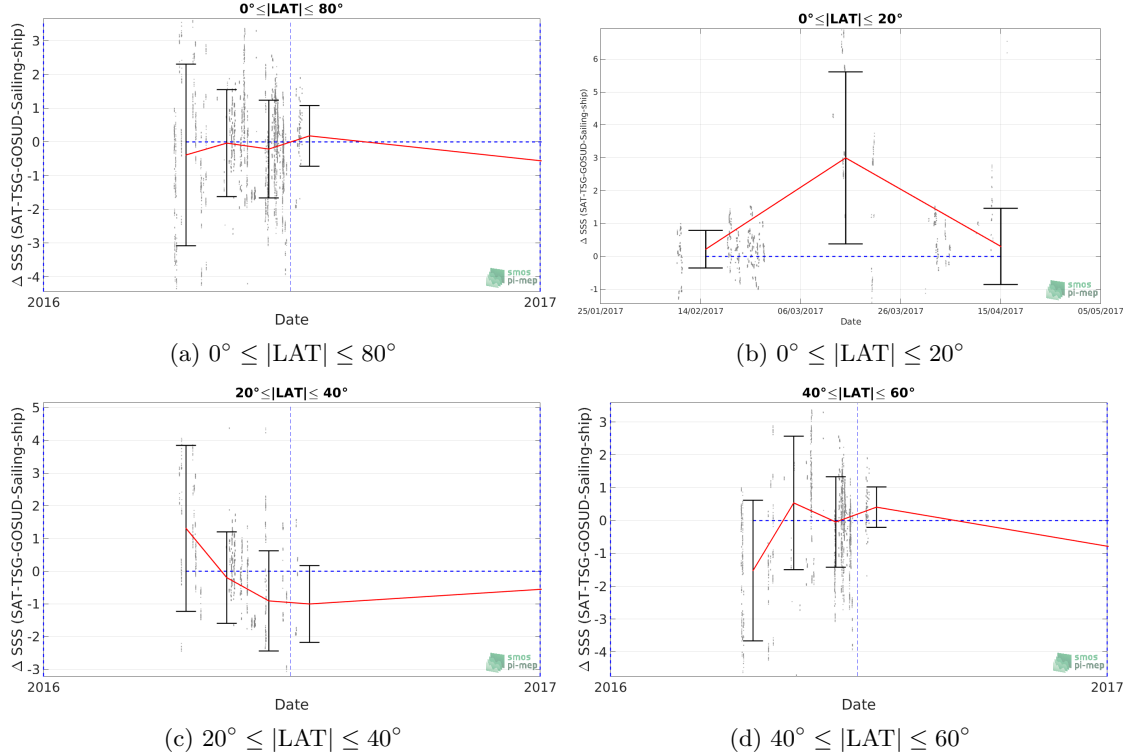 0°≤|LAT|≤ 80°
Δ SSS (SAT-TSG-GOSUD-Sailing-ship)
3
2
1
0
-1
-2
-3
-4
2016
2017
Date
smos
pi-mep
(a) 0° ≤ |LAT| ≤ 80°
0°≤|LAT|≤ 20°
Δ SSS (SAT-TSG-GOSUD-Sailing-ship)
6
5
4
3
2
1
0
-1
25/01/2017
14/02/2017
06/03/2017
26/03/2017
15/04/2017
05/05/2017
Date
smos
pi-mep
(b) 0° ≤ |LAT| ≤ 20°
20°≤|LAT|≤ 40°
Δ SSS (SAT-TSG-GOSUD-Sailing-ship)
5
4
3
2
1
0
-1
-2
-3
2016
2017
Date
smos
pi-mep
(c) 20° ≤ |LAT| ≤ 40°
40°≤|LAT|≤ 60°
Δ SSS (SAT-TSG-GOSUD-Sailing-ship)
3
2
1
0
-1
-2
-3
-4
2016
2017
Date
smos
pi-mep
(d) 40° ≤ |LAT| ≤ 60°